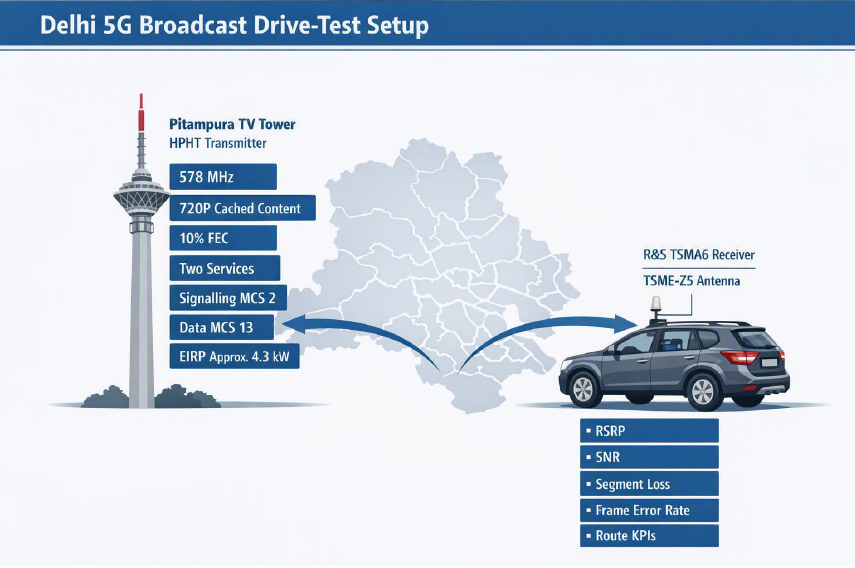 Delhi 5G Broadcast Drive-Test Setup
Pitampura TV Tower
HPHT Transmitter
578 MHz
720P Cached Content
10% FEC
Two Services
Signalling MCS 2
Data MCS 13
EIRP Approx. 4.3 kW
R&S TSMA6 Receiver
TSME-Z5 Antenna
▪ RSRP
▪ SNR
▪ Segment Loss
▪ Frame Error Rate
▪ Route KPIs